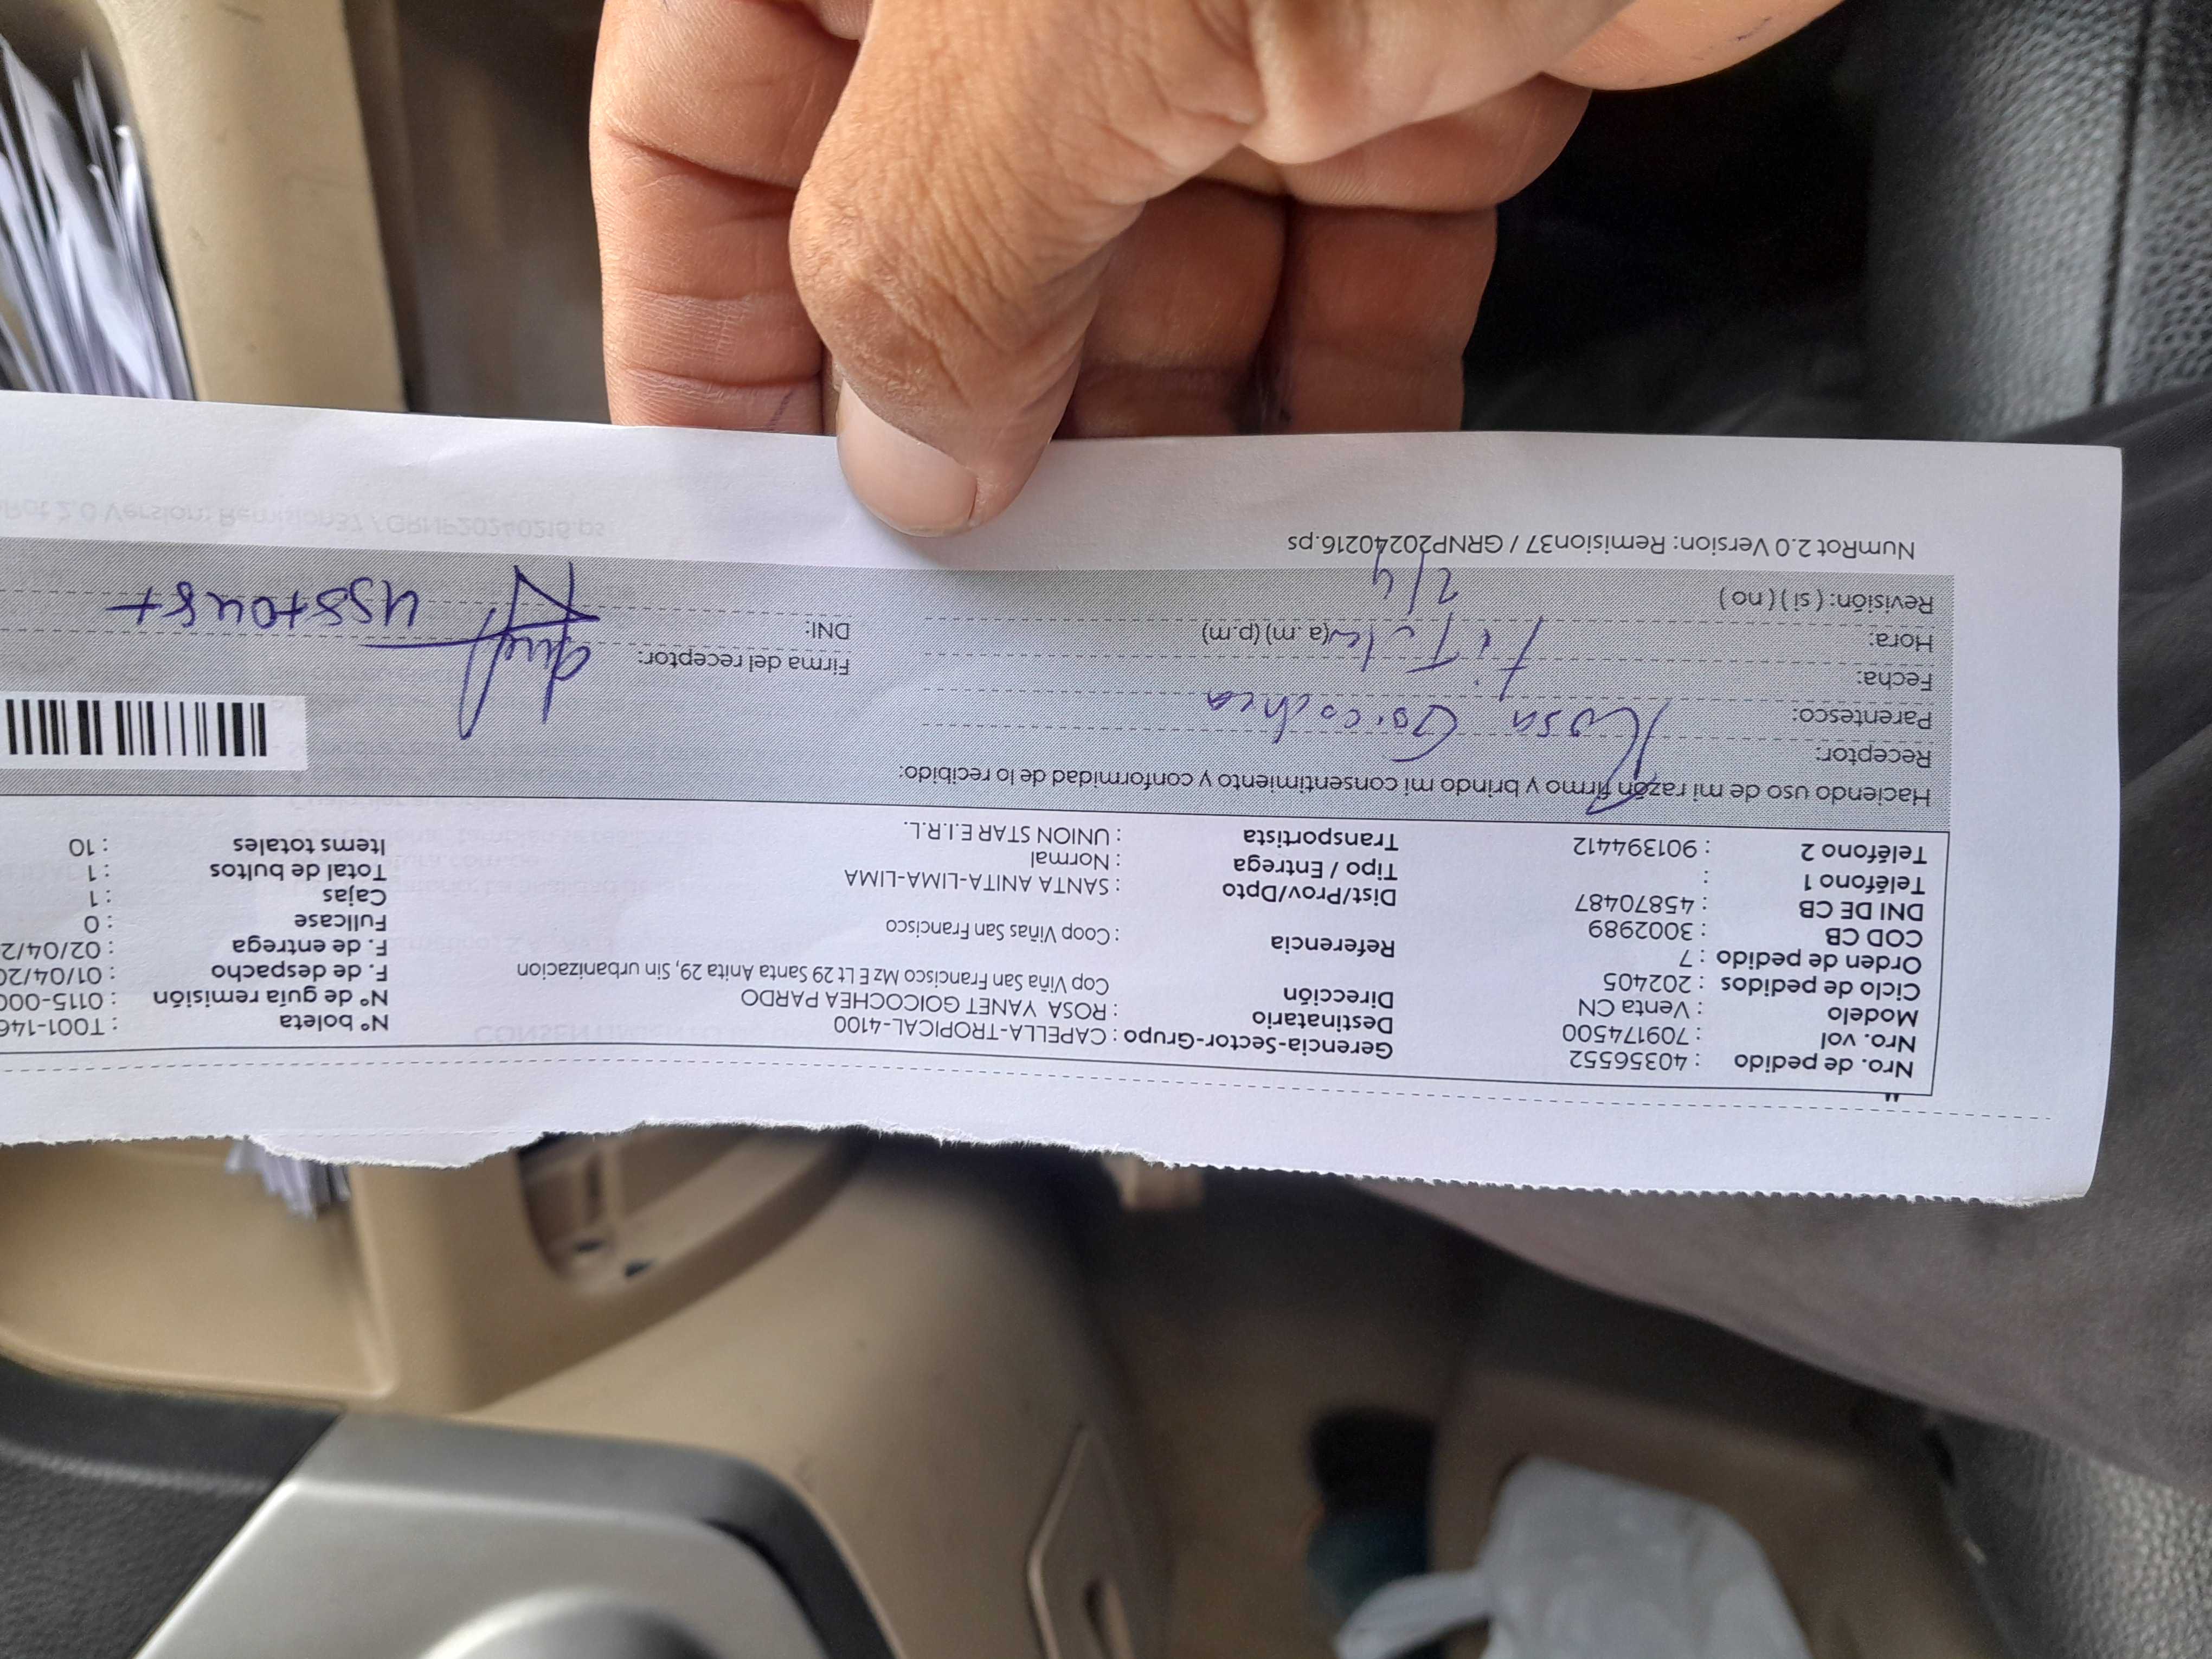 Nro. de pedido : 40356552
Nro. vol : 709174500
Modelo : Venta CN
Ciclo de pedidos : 202405
Orden de pedido : 7
COD CB : 3002989
DNI DE CB : 45870487
Teléfono 1 :
Teléfono 2 : 901394412
Gerencia-Sector-Grupo : CAPELLA-TROPICAL-4100
Destinatario : ROSA YANET GOICOCHEA PARDO
Dirección Cop Viña San Francisco Mz E Lt 29 Santa Anita 29, Sin urbanizacion
Referencia : Coop Viñas San Francisco
Dist/Prov/Dpto : SANTA ANITA-LIMA-LIMA
Tipo / Entrega : Normal
Transportista : UNION STAR E.I.R.L.
N° boleta : T001-146
N° de guía remisión : 0115-000
F. de despacho : 01/04/20
F. de entrega : 02/04/2
Fullcase : 0
Cajas : 1
Total de bultos : 1
Items totales : 10
Haciendo uso de mi razón firmo y brindo mi consentimiento y conformidad de lo recibido:
Receptor:
Parentesco: Rosa Goicochea
Fecha:
Hora: Titular (a. m) (p.m)
Revisión: ( si ) ( no ) 2/4
Firma del receptor:
DNI:
NumRot 2.0 Version: Remision37 / GRNP20240216.ps